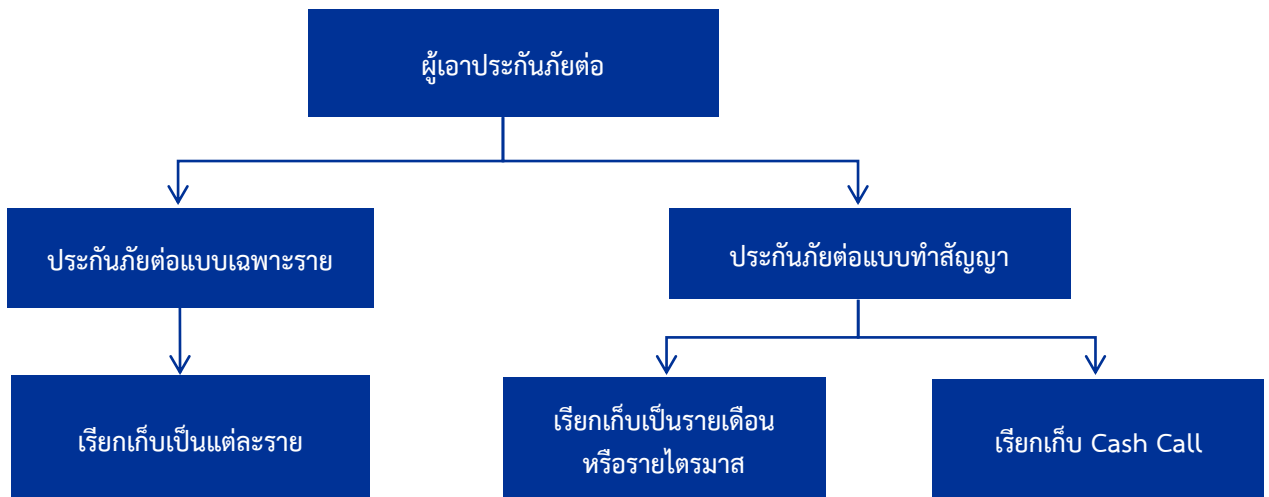 ผู้เอาประกันภัยต่อ
ประกันภัยต่อแบบเฉพาะราย
ประกันภัยต่อแบบทำสัญญา
เรียกเก็บเป็นแต่ละราย
เรียกเก็บเป็นรายเดือน
หรือรายไตรมาส
เรียกเก็บ Cash Call